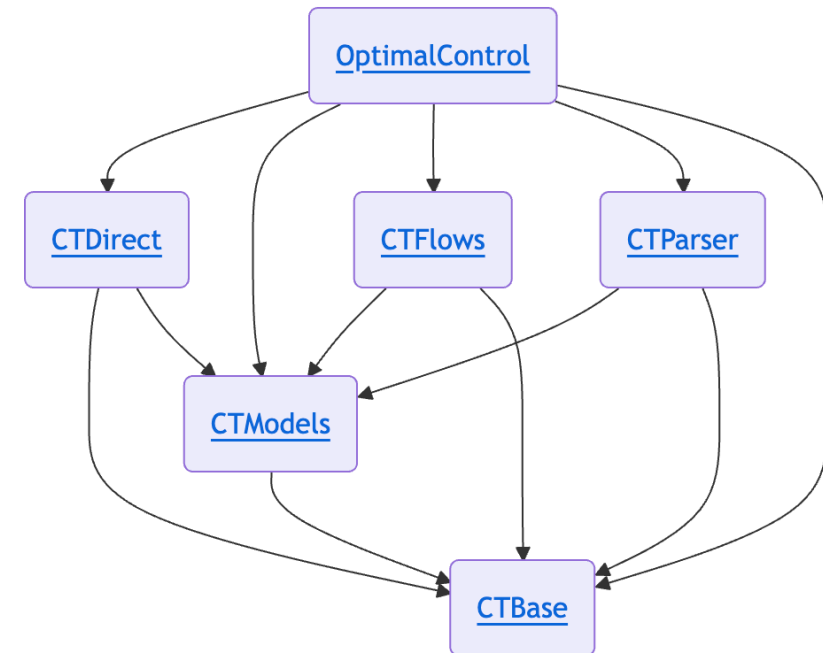 OptimalControl
CTDirect
CTFlows
CTParser
CTModels
CTBase